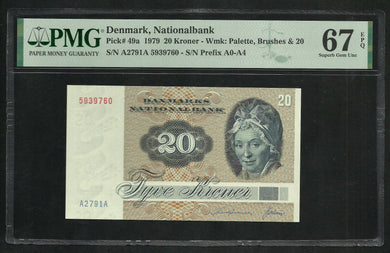 PMG
PAPER MONEY GUARANTY
Denmark, Nationalbank
Pick# 49a 1979 20 Kroner - Wmk: Palette, Brushes & 20
S/N A2791A 5939760 - S/N Prefix A0-A4
67 EPQ
Superb Gem Unc
5939760
DANMARKS
NATIONALBANK
20
20
Tyve Kroner
A2791A